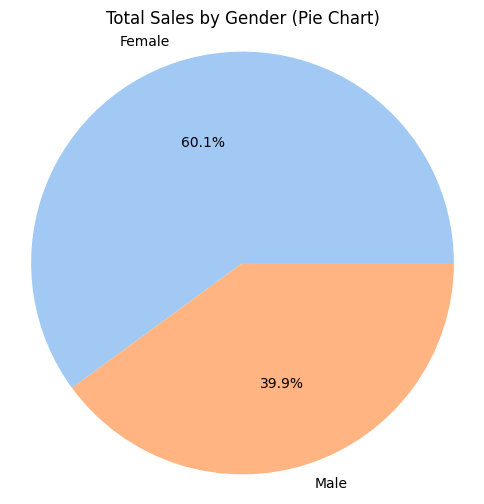 Total Sales by Gender (Pie Chart)
Female
60.1%
39.9%
Male